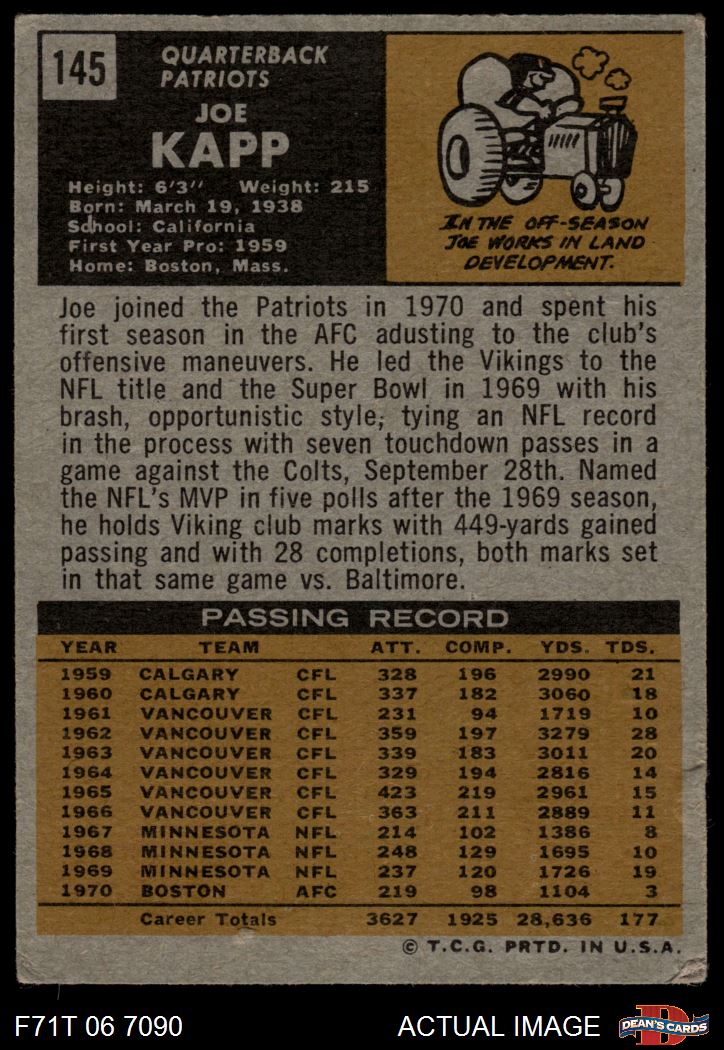 145
QUARTERBACK
PATRIOTS
JOE
KAPP
Height: 6'3" Weight: 215
Born: March 19, 1938
School: California
First Year Pro: 1959
Home: Boston, Mass.
IN THE OFF-SEASON
JOE WORKS IN LAND
DEVELOPMENT.
Joe joined the Patriots in 1970 and spent his
first season in the AFC adusting to the club's
offensive maneuvers. He led the Vikings to the
NFL title and the Super Bowl in 1969 with his
brash, opportunistic style, tying an NFL record
in the process with seven touchdown passes in a
game against the Colts, September 28th. Named
the NFL's MVP in five polls after the 1969 season,
he holds Viking club marks with 449-yards gained
passing and with 28 completions, both marks set
in that same game vs. Baltimore.
PASSING RECORD
YEAR TEAM ATT. COMP. YDS. TDS.
1959 CALGARY CFL 328 196 2990 21
1960 CALGARY CFL 337 182 3060 18
1961 VANCOUVER CFL 231 94 1719 10
1962 VANCOUVER CFL 359 197 3279 28
1963 VANCOUVER CFL 339 183 3011 20
1964 VANCOUVER CFL 329 194 2816 14
1965 VANCOUVER CFL 423 219 2961 15
1966 VANCOUVER CFL 363 211 2889 11
1967 MINNESOTA NFL 214 102 1386 8
1968 MINNESOTA NFL 248 129 1695 10
1969 MINNESOTA NFL 237 120 1726 19
1970 BOSTON AFC 219 98 1104 3
Career Totals 3627 1925 28,636 177
© T.C.G. PRTD. IN U.S.A.
F71T 06 7090 ACTUAL IMAGE
D
DEAN'S CARDS